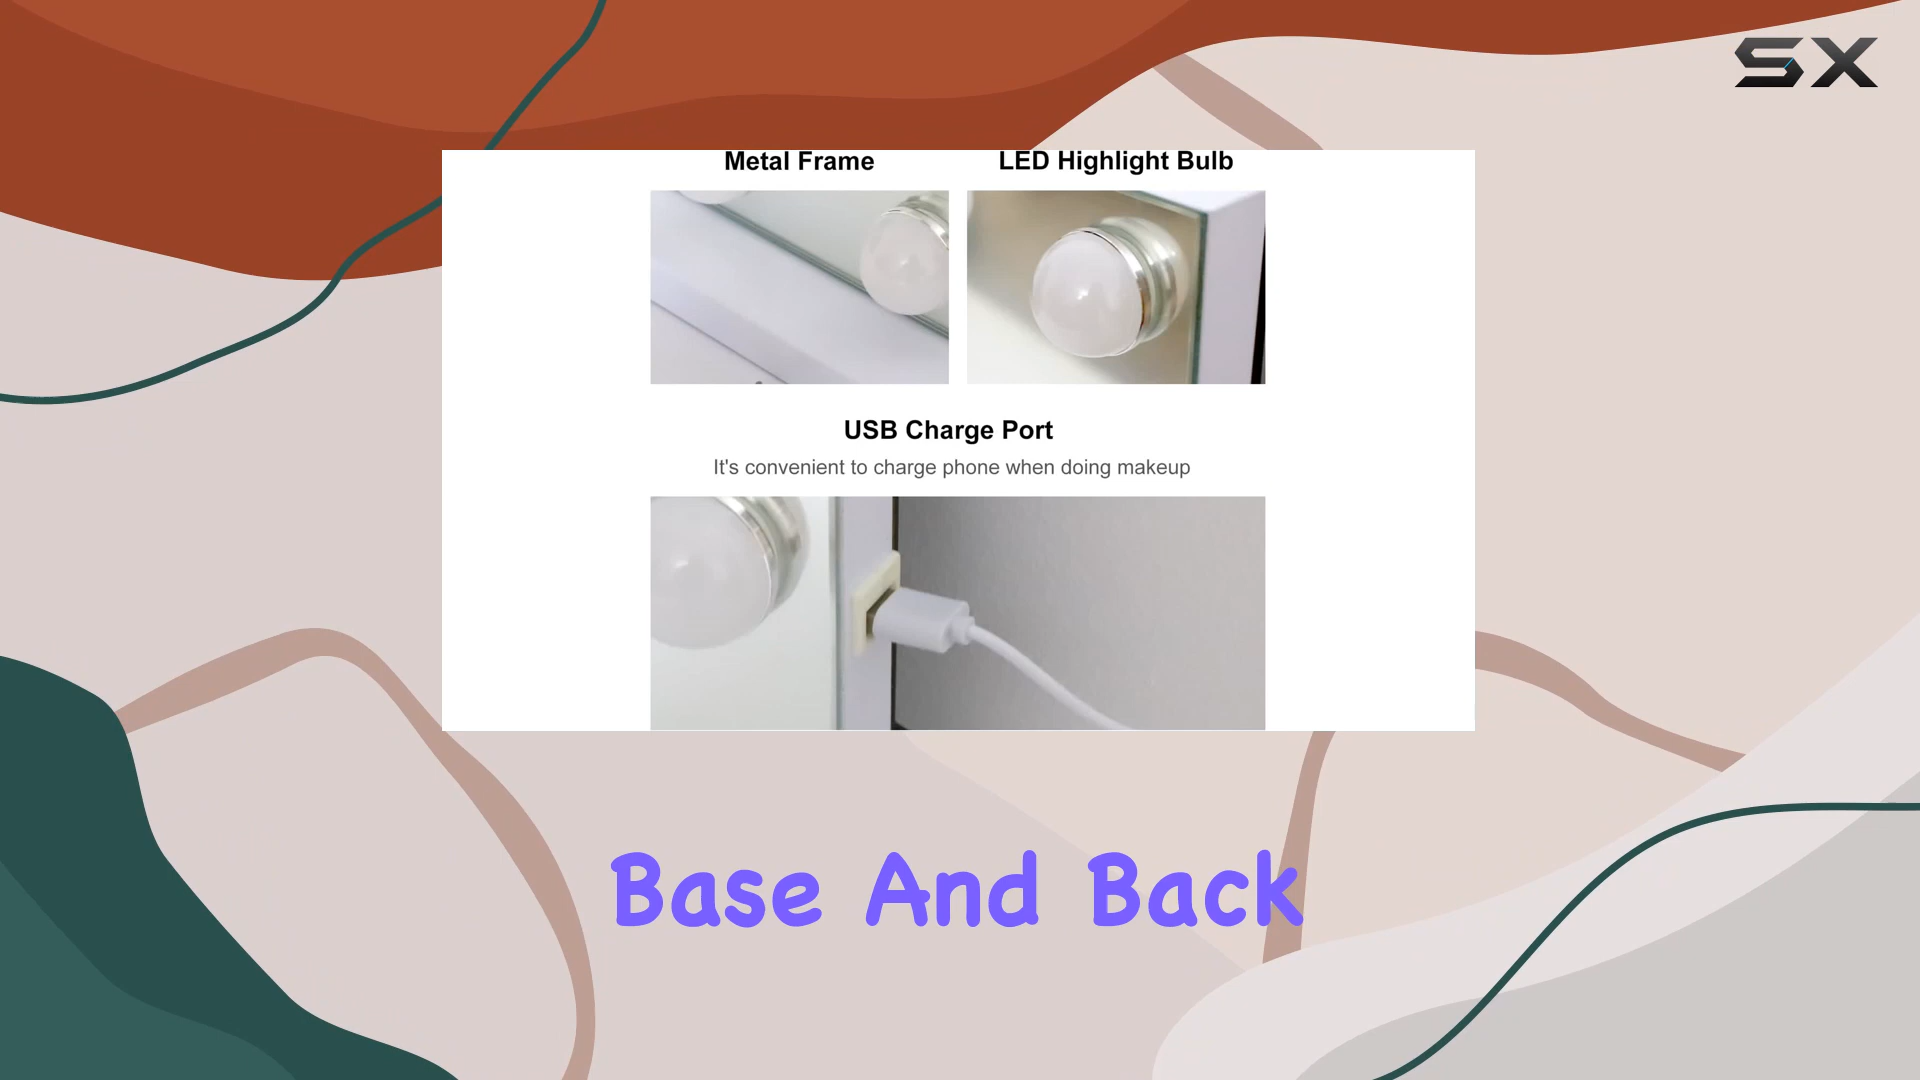 SX
Metal Frame
LED Highlight Bulb
USB Charge Port
It's convenient to charge phone when doing makeup
Base And Back